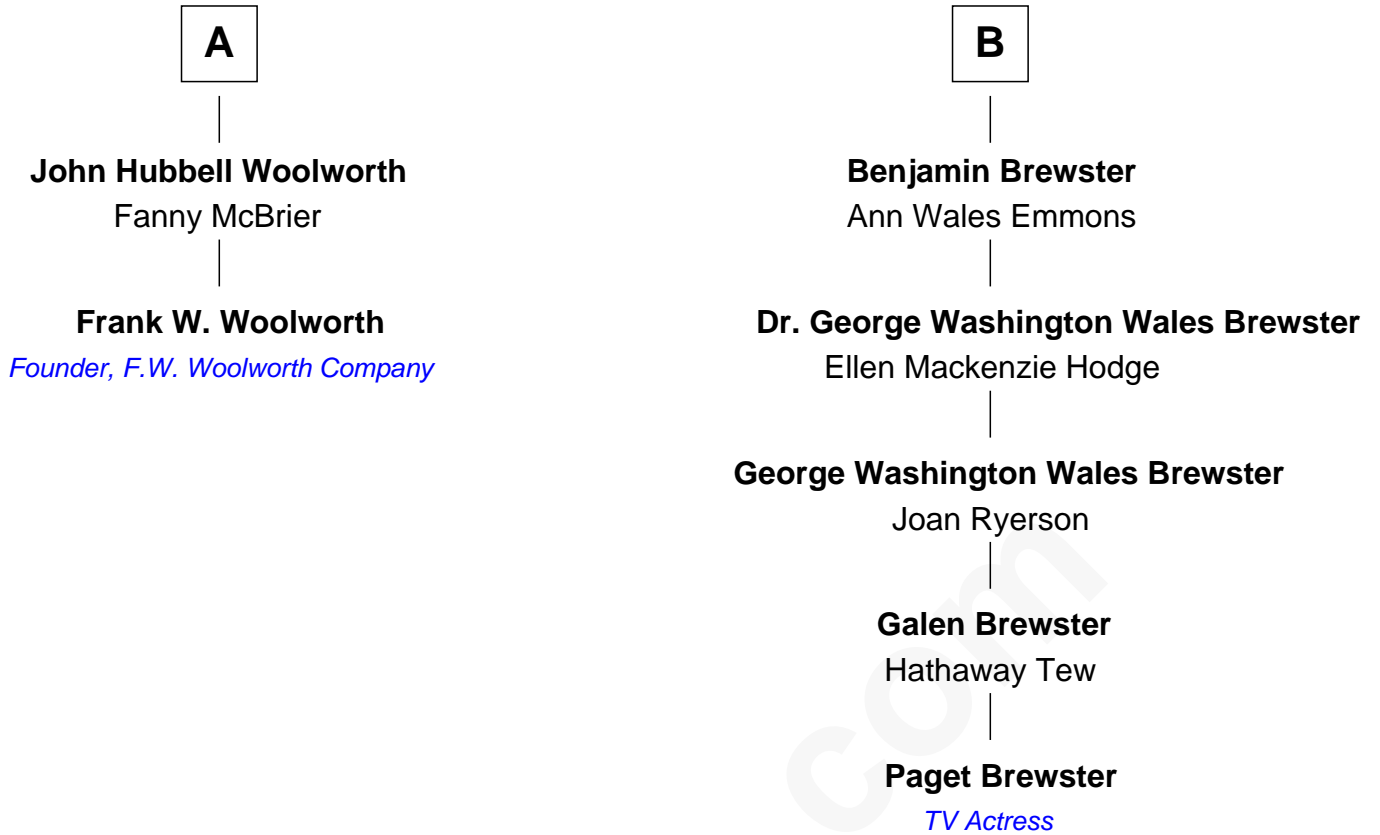 A
John Hubbell Woolworth
Fanny McBrier
Frank W. Woolworth
Founder, F.W. Woolworth Company
B
Benjamin Brewster
Ann Wales Emmons
Dr. George Washington Wales Brewster
Ellen Mackenzie Hodge
George Washington Wales Brewster
Joan Ryerson
Galen Brewster
Hathaway Tew
Paget Brewster
TV Actress
com